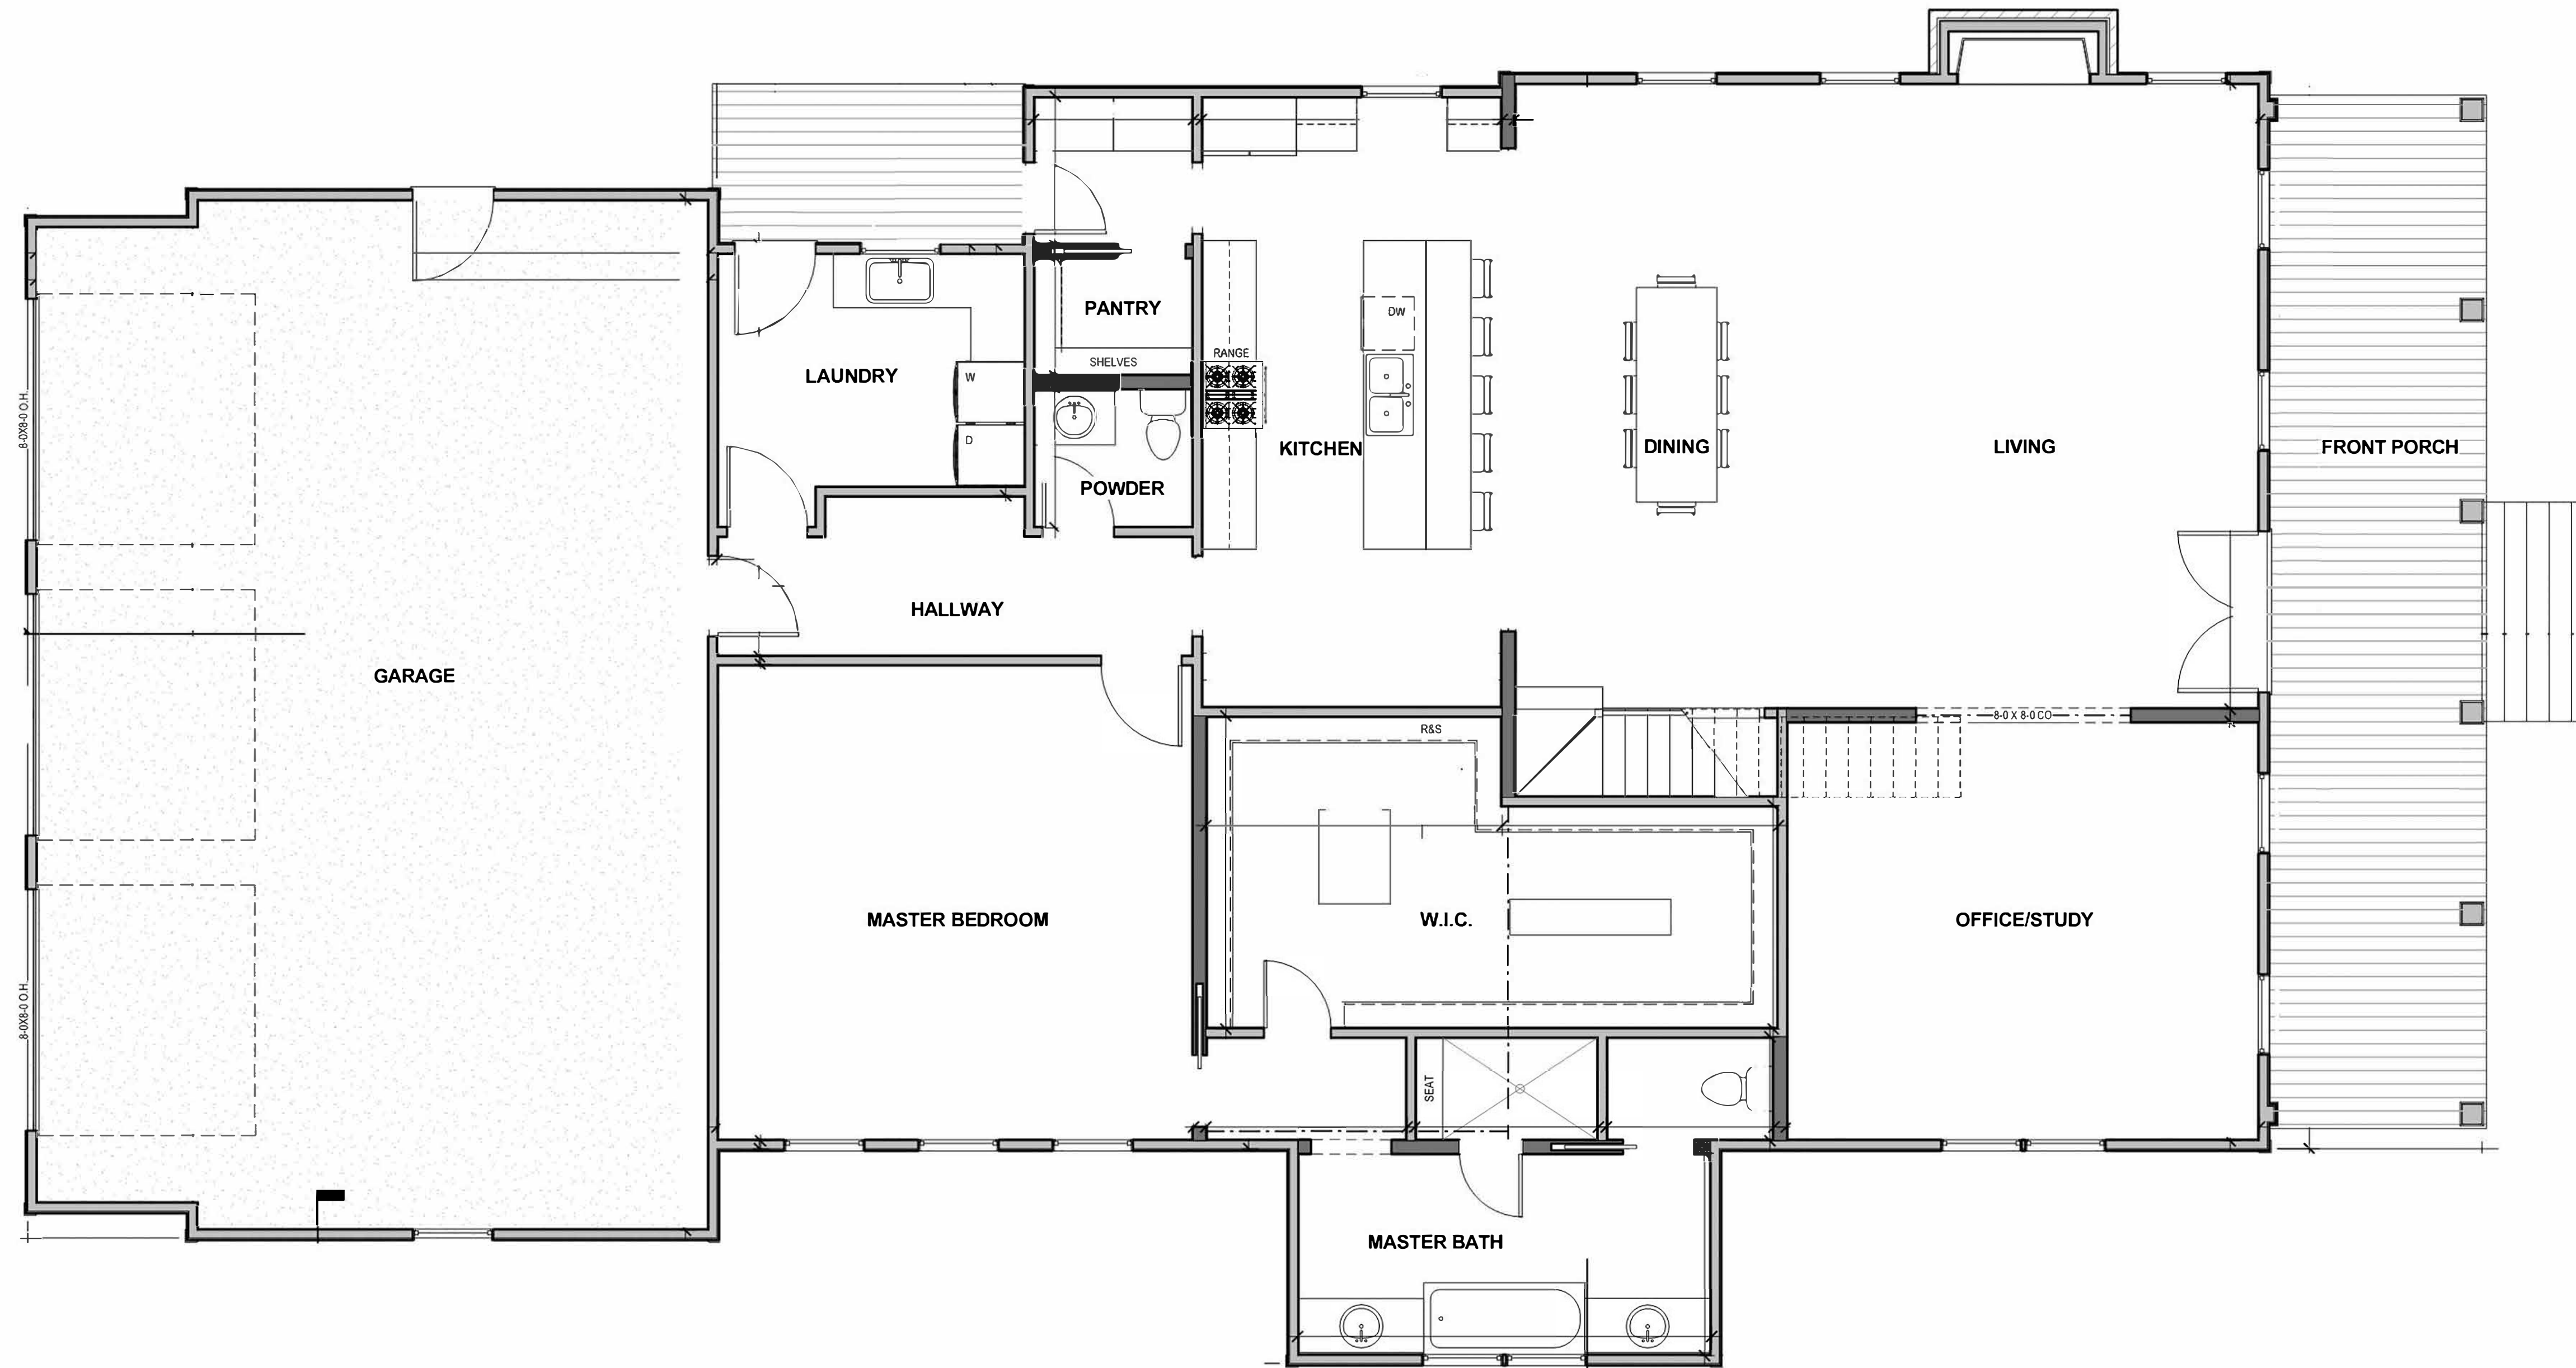 PANTRY
DW
SHELVES
RANGE
LAUNDRY
W
D
8-0X8-0 O.H.
KITCHEN
DINING
LIVING
FRONT PORCH
POWDER
HALLWAY
GARAGE
8-0 X 8-0 CO
R&S
MASTER BEDROOM
W.I.C.
OFFICE/STUDY
8-0X8-0 O.H.
SEAT
MASTER BATH